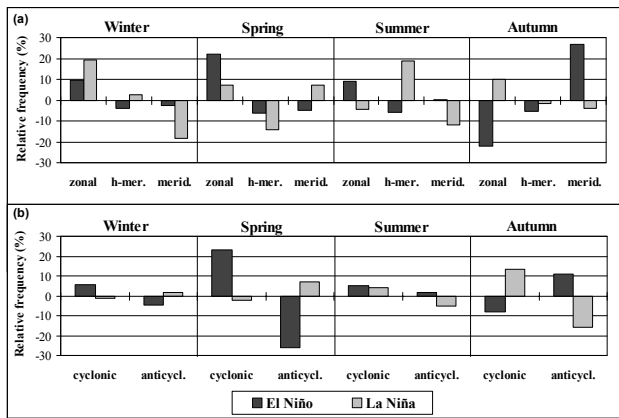 (a)
Winter Spring Summer Autumn
Relative frequency (%)
30
20
10
0
-10
-20
-30
zonal h-mer. merid. zonal h-mer. merid. zonal h-mer. merid. zonal h-mer. merid.
(b)
Winter Spring Summer Autumn
Relative frequency (%)
30
20
10
0
-10
-20
-30
cyclonic anticycl. cyclonic anticycl. cyclonic anticycl. cyclonic anticycl.
El Niño La Niña